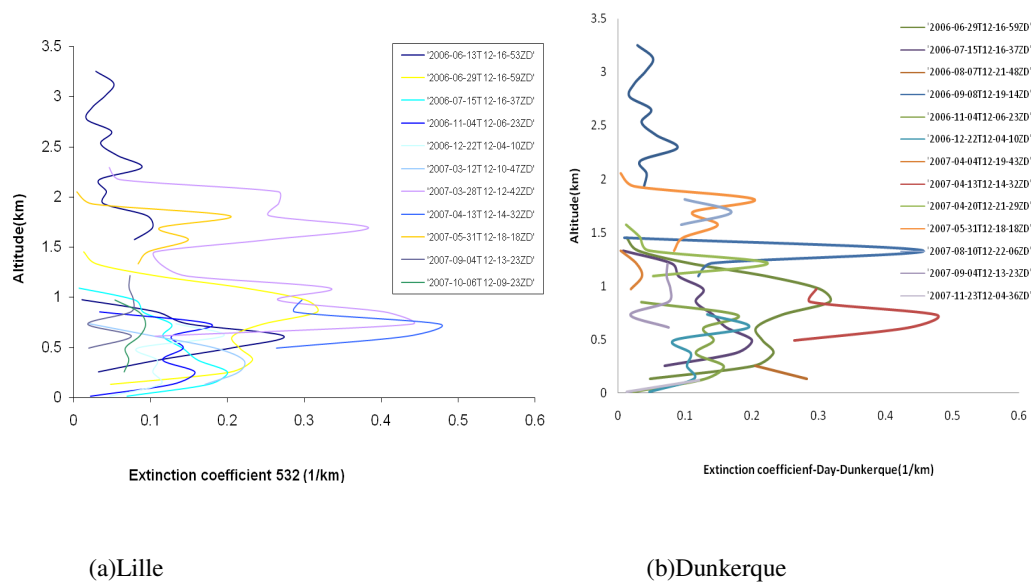 3.5
3
2.5
2
1.5
1
0.5
0
0
0.1
0.2
0.3
0.4
0.5
0.6
Altitude(km)
Extinction coefficient 532 (1/km)
'2006-06-13T12-16-53ZD'
'2006-06-29T12-16-59ZD'
'2006-07-15T12-16-37ZD'
'2006-11-04T12-06-23ZD'
'2006-12-22T12-04-10ZD'
'2007-03-12T12-10-47ZD'
'2007-03-28T12-12-42ZD'
'2007-04-13T12-14-32ZD'
'2007-05-31T12-18-18ZD'
'2007-09-04T12-13-23ZD'
'2007-10-06T12-09-23ZD'
(a)Lille
3.5
3
2.5
2
1.5
1
0.5
0
0
0.1
0.2
0.3
0.4
0.5
0.6
Altitude(km)
Extinction coefficienf-Day-Dunkerque(1/km)
'2006-06-29T12-16-59ZD'
'2006-07-15T12-16-37ZD'
'2006-08-07T12-21-48ZD'
'2006-09-08T12-19-14ZD'
'2006-11-04T12-06-23ZD'
'2006-12-22T12-04-10ZD'
'2007-04-04T12-19-43ZD'
'2007-04-13T12-14-32ZD'
'2007-04-20T12-21-29ZD'
'2007-05-31T12-18-18ZD'
'2007-08-10T12-22-06ZD'
'2007-09-04T12-13-23ZD'
'2007-11-23T12-04-36ZD'
(b)Dunkerque